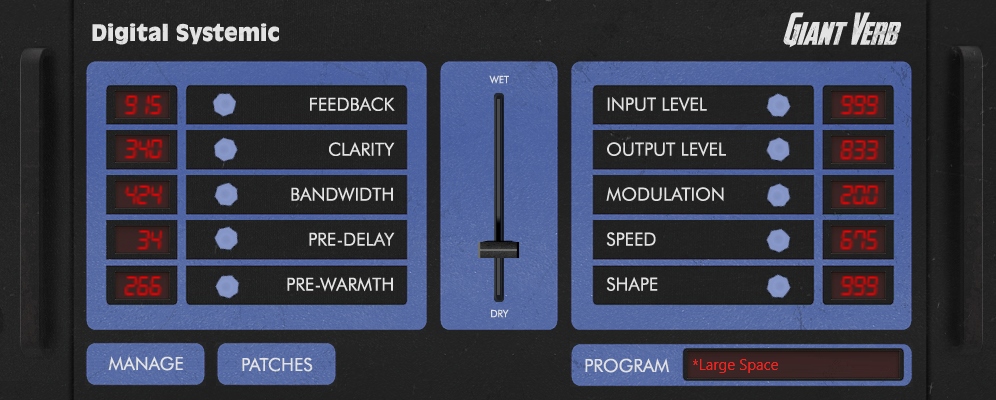 Digital Systemic
GIANT VERB
915 FEEDBACK
340 CLARITY
424 BANDWIDTH
34 PRE-DELAY
266 PRE-WARMTH
WET
DRY
INPUT LEVEL 999
OUTPUT LEVEL 833
MODULATION 200
SPEED 675
SHAPE 999
MANAGE
PATCHES
PROGRAM *Large Space